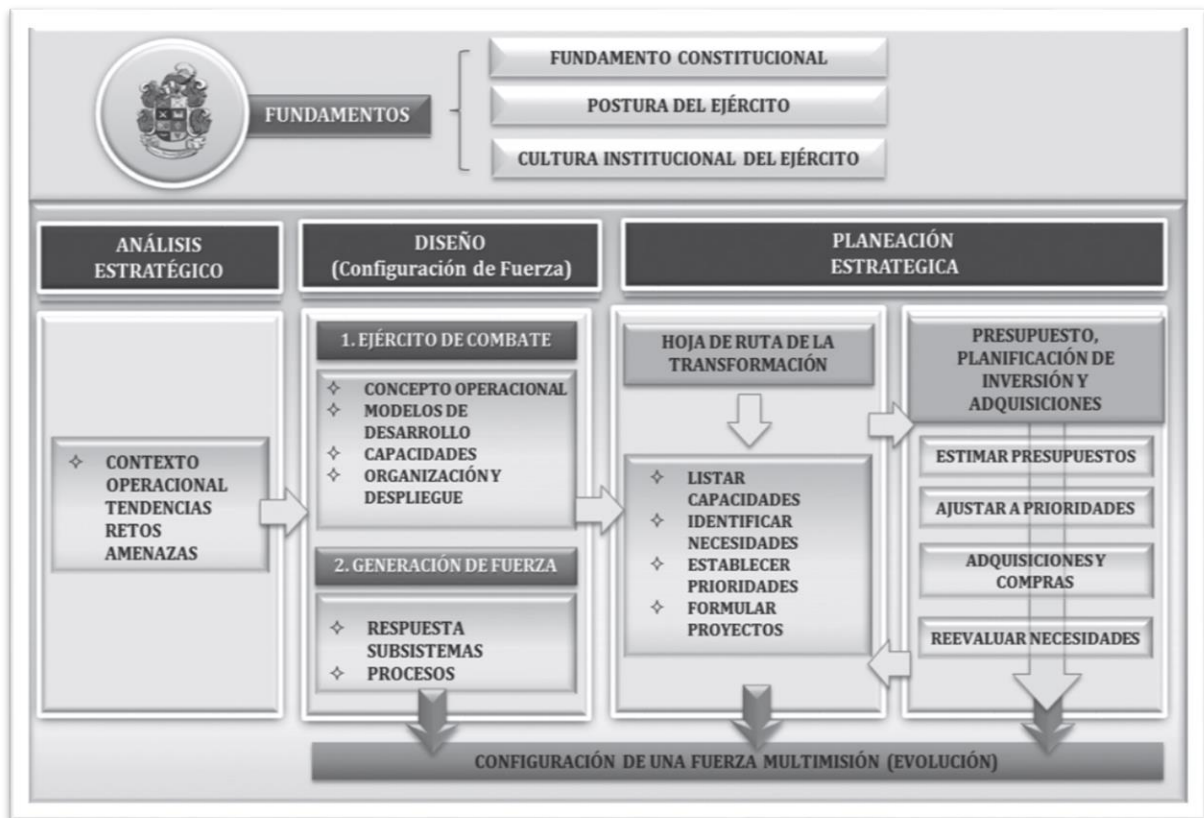 FUNDAMENTOS
FUNDAMENTO CONSTITUCIONAL
POSTURA DEL EJÉRCITO
CULTURA INSTITUCIONAL DEL EJÉRCITO
ANÁLISIS
ESTRATÉGICO
CONTEXTO
OPERACIONAL
TENDENCIAS
RETOS
AMENAZAS
DISEÑO
(Configuración de Fuerza)
1. EJÉRCITO DE COMBATE
CONCEPTO OPERACIONAL
MODELOS DE
DESARROLLO
CAPACIDADES
ORGANIZACIÓN Y
DESPLIEGUE
2. GENERACIÓN DE FUERZA
RESPUESTA
SUBSISTEMAS
PROCESOS
PLANEACIÓN
ESTRATEGICA
HOJA DE RUTA DE LA
TRANSFORMACIÓN
LISTAR
CAPACIDADES
IDENTIFICAR
NECESIDADES
ESTABLECER
PRIORIDADES
FORMULAR
PROYECTOS
PRESUPUESTO,
PLANIFICACIÓN DE
INVERSIÓN Y
ADQUISICIONES
ESTIMAR PRESUPUESTOS
AJUSTAR A PRIORIDADES
ADQUISICIONES Y
COMPRAS
REEVALUAR NECESIDADES
CONFIGURACIÓN DE UNA FUERZA MULTIMISIÓN (EVOLUCIÓN)